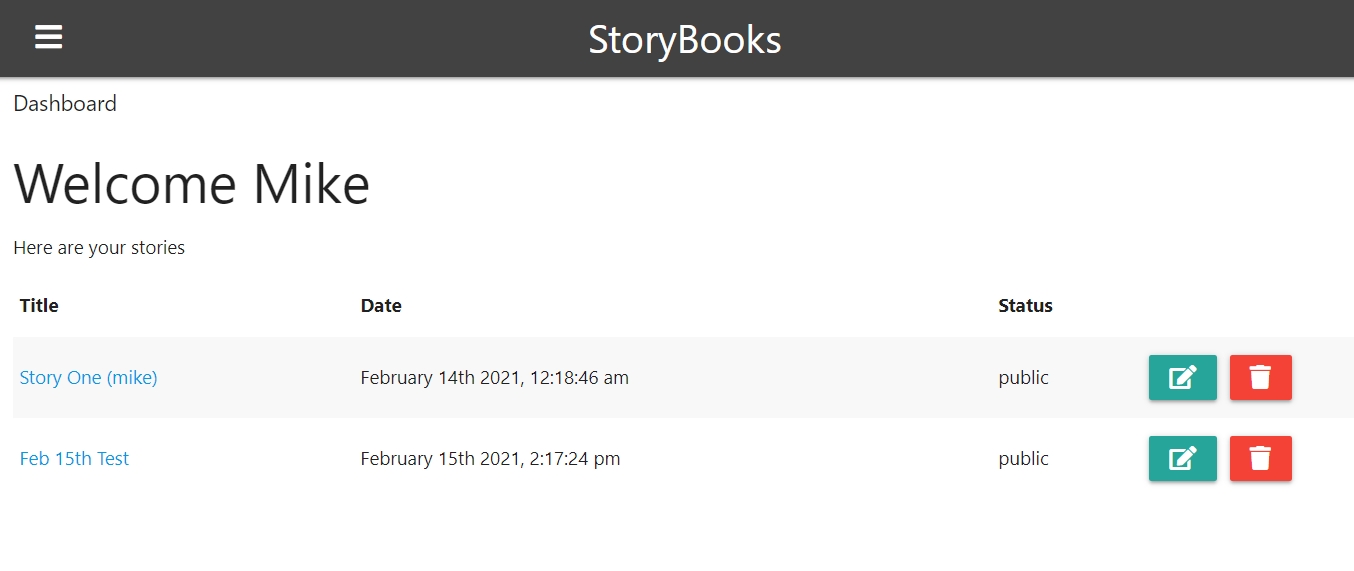 StoryBooks
Dashboard
Welcome Mike
Here are your stories
Title Date Status
Story One (mike) February 14th 2021, 12:18:46 am public
Feb 15th Test February 15th 2021, 2:17:24 pm public